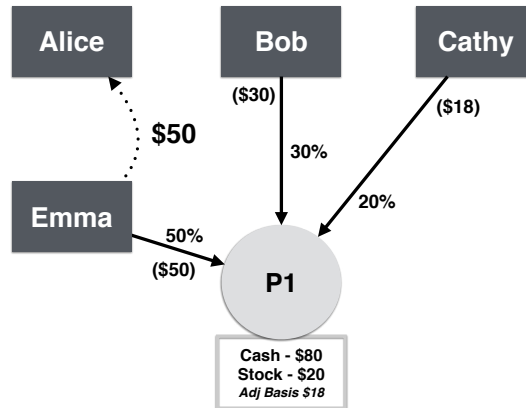 Alice
Bob
Cathy
($30)
($18)
$50
30%
Emma
50%
20%
($50)
P1
Cash - $80
Stock - $20
Adj Basis $18